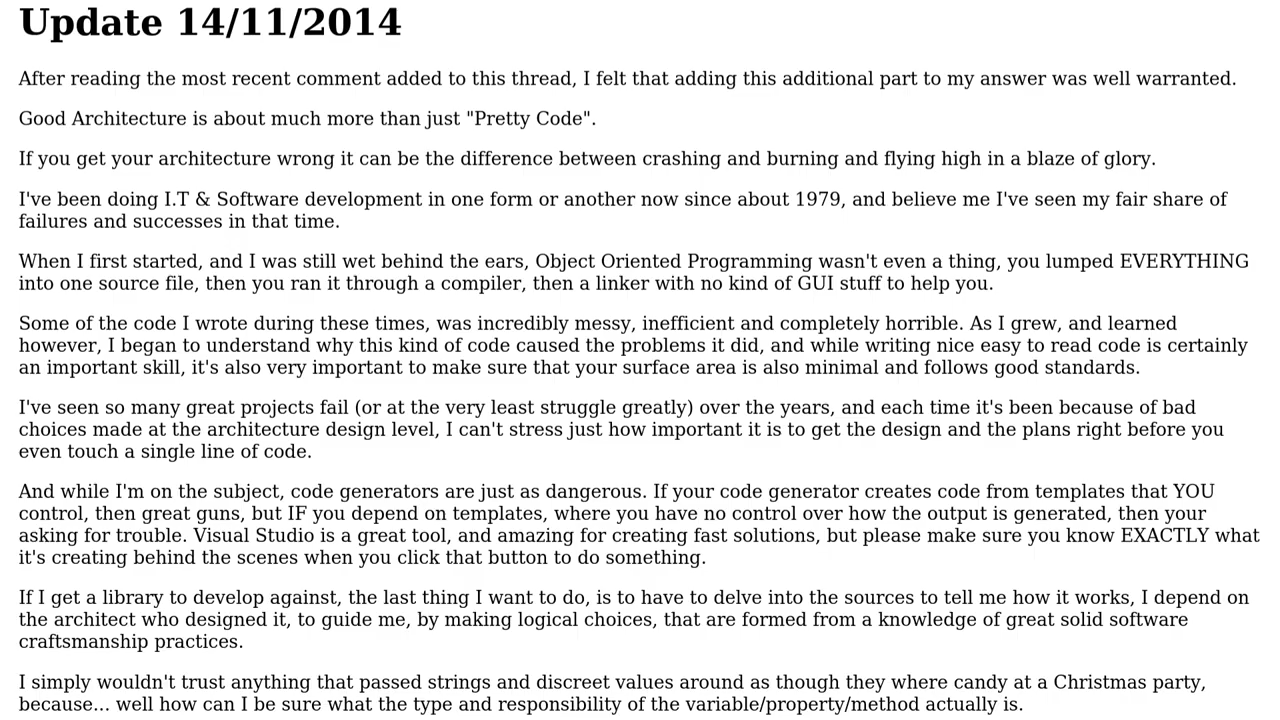 Update 14/11/2014
After reading the most recent comment added to this thread, I felt that adding this additional part to my answer was well warranted.
Good Architecture is about much more than just "Pretty Code".
If you get your architecture wrong it can be the difference between crashing and burning and flying high in a blaze of glory.
I've been doing I.T & Software development in one form or another now since about 1979, and believe me I've seen my fair share of
failures and successes in that time.
When I first started, and I was still wet behind the ears, Object Oriented Programming wasn't even a thing, you lumped EVERYTHING
into one source file, then you ran it through a compiler, then a linker with no kind of GUI stuff to help you.
Some of the code I wrote during these times, was incredibly messy, inefficient and completely horrible. As I grew, and learned
however, I began to understand why this kind of code caused the problems it did, and while writing nice easy to read code is certainly
an important skill, it's also very important to make sure that your surface area is also minimal and follows good standards.
I've seen so many great projects fail (or at the very least struggle greatly) over the years, and each time it's been because of bad
choices made at the architecture design level, I can't stress just how important it is to get the design and the plans right before you
even touch a single line of code.
And while I'm on the subject, code generators are just as dangerous. If your code generator creates code from templates that YOU
control, then great guns, but IF you depend on templates, where you have no control over how the output is generated, then your
asking for trouble. Visual Studio is a great tool, and amazing for creating fast solutions, but please make sure you know EXACTLY what
it's creating behind the scenes when you click that button to do something.
If I get a library to develop against, the last thing I want to do, is to have to delve into the sources to tell me how it works, I depend on
the architect who designed it, to guide me, by making logical choices, that are formed from a knowledge of great solid software
craftsmanship practices.
I simply wouldn't trust anything that passed strings and discreet values around as though they where candy at a Christmas party,
because... well how can I be sure what the type and responsibility of the variable/property/method actually is.